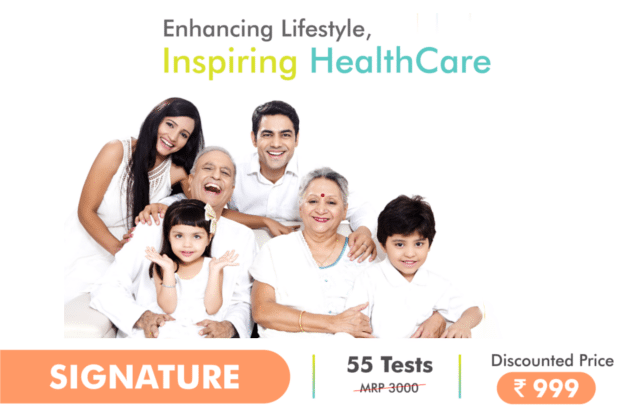 Enhancing Lifestyle,
Inspiring HealthCare
SIGNATURE
55 Tests
MRP 3000
Discounted Price
₹ 999